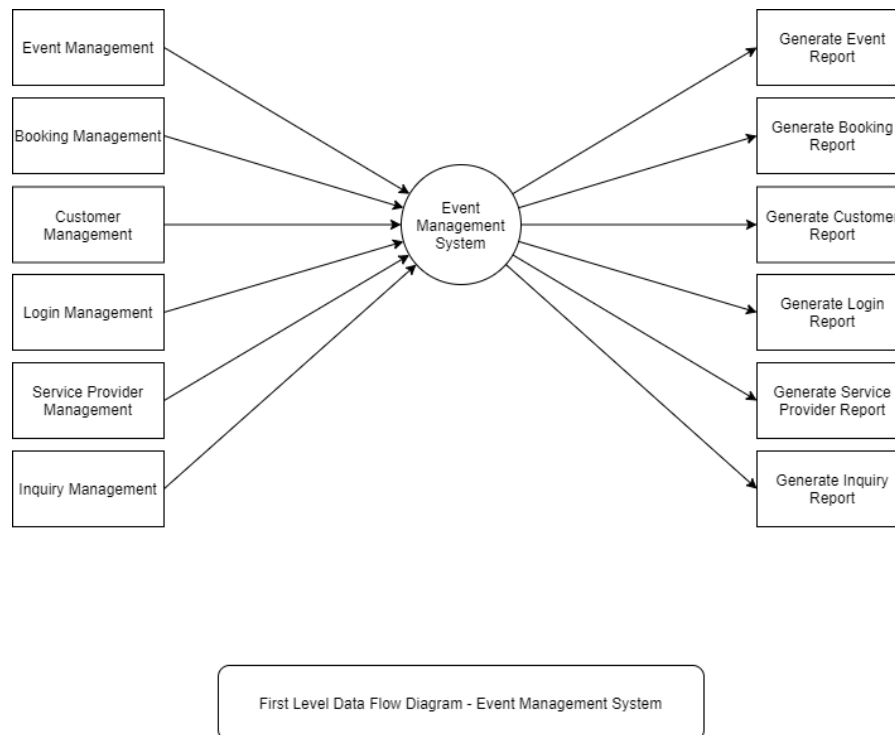 Event Management
Booking Management
Customer
Management
Login Management
Service Provider
Management
Inquiry Management
Event
Management
System
Generate Event
Report
Generate Booking
Report
Generate Customer
Report
Generate Login
Report
Generate Service
Provider Report
Generate Inquiry
Report
First Level Data Flow Diagram - Event Management System